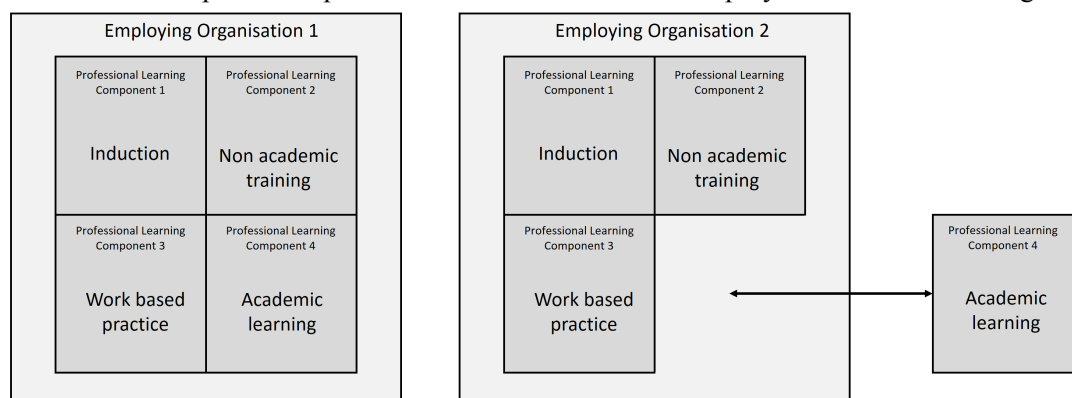 Employing Organisation 1
Professional Learning
Component 1
Induction
Professional Learning
Component 2
Non academic
training
Professional Learning
Component 3
Work based
practice
Professional Learning
Component 4
Academic
learning
Employing Organisation 2
Professional Learning
Component 1
Induction
Professional Learning
Component 2
Non academic
training
Professional Learning
Component 3
Work based
practice
Professional Learning
Component 4
Academic
learning